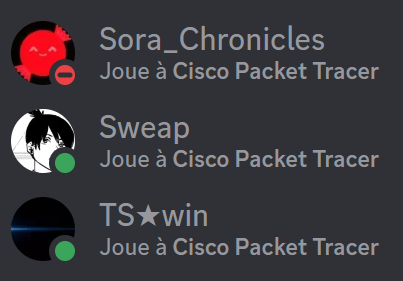 Sora_Chronicles
Joue à Cisco Packet Tracer
Sweap
Joue à Cisco Packet Tracer
TS★win
Joue à Cisco Packet Tracer